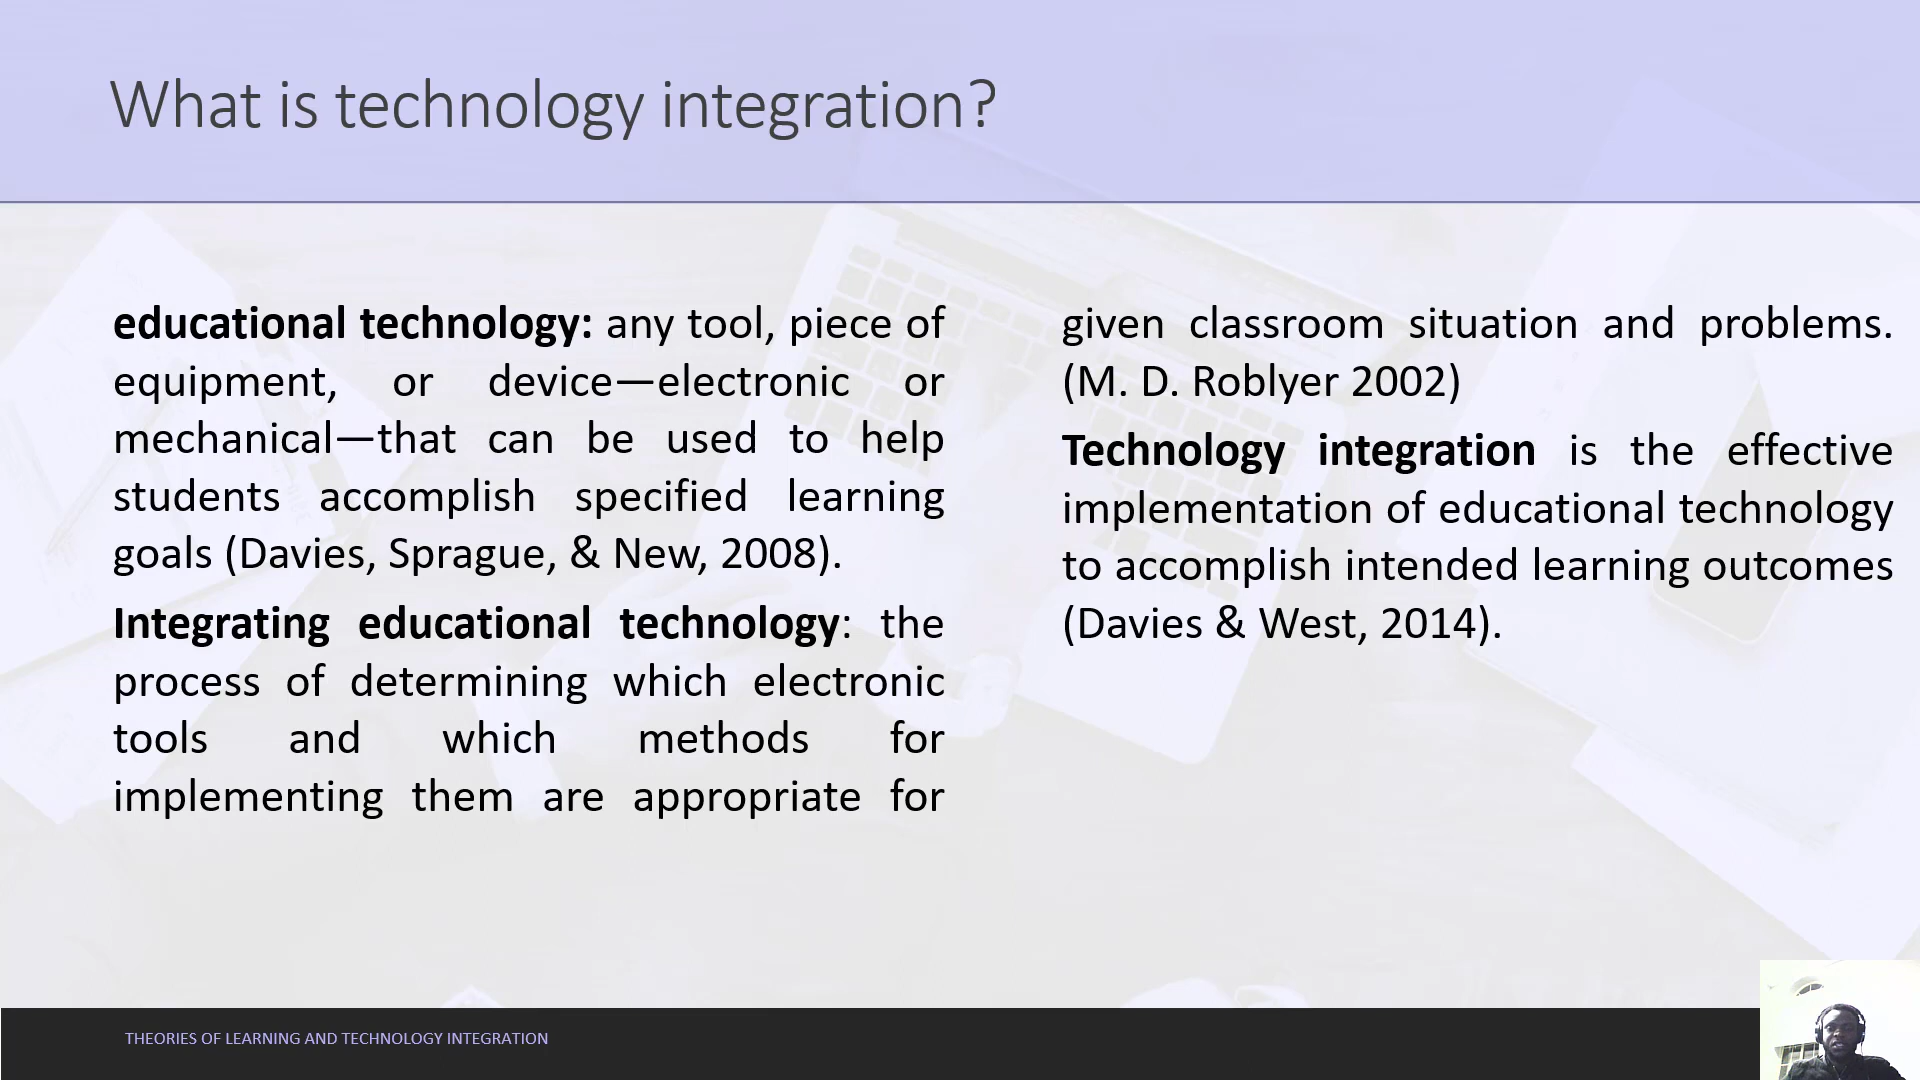 What is technology integration?
educational technology: any tool, piece of
equipment, or device—electronic or
mechanical—that can be used to help
students accomplish specified learning
goals (Davies, Sprague, & New, 2008).
Integrating educational technology: the
process of determining which electronic
tools and which methods for
implementing them are appropriate for
given classroom situation and problems.
(M. D. Roblyer 2002)
Technology integration is the effective
implementation of educational technology
to accomplish intended learning outcomes
(Davies & West, 2014).
THEORIES OF LEARNING AND TECHNOLOGY INTEGRATION